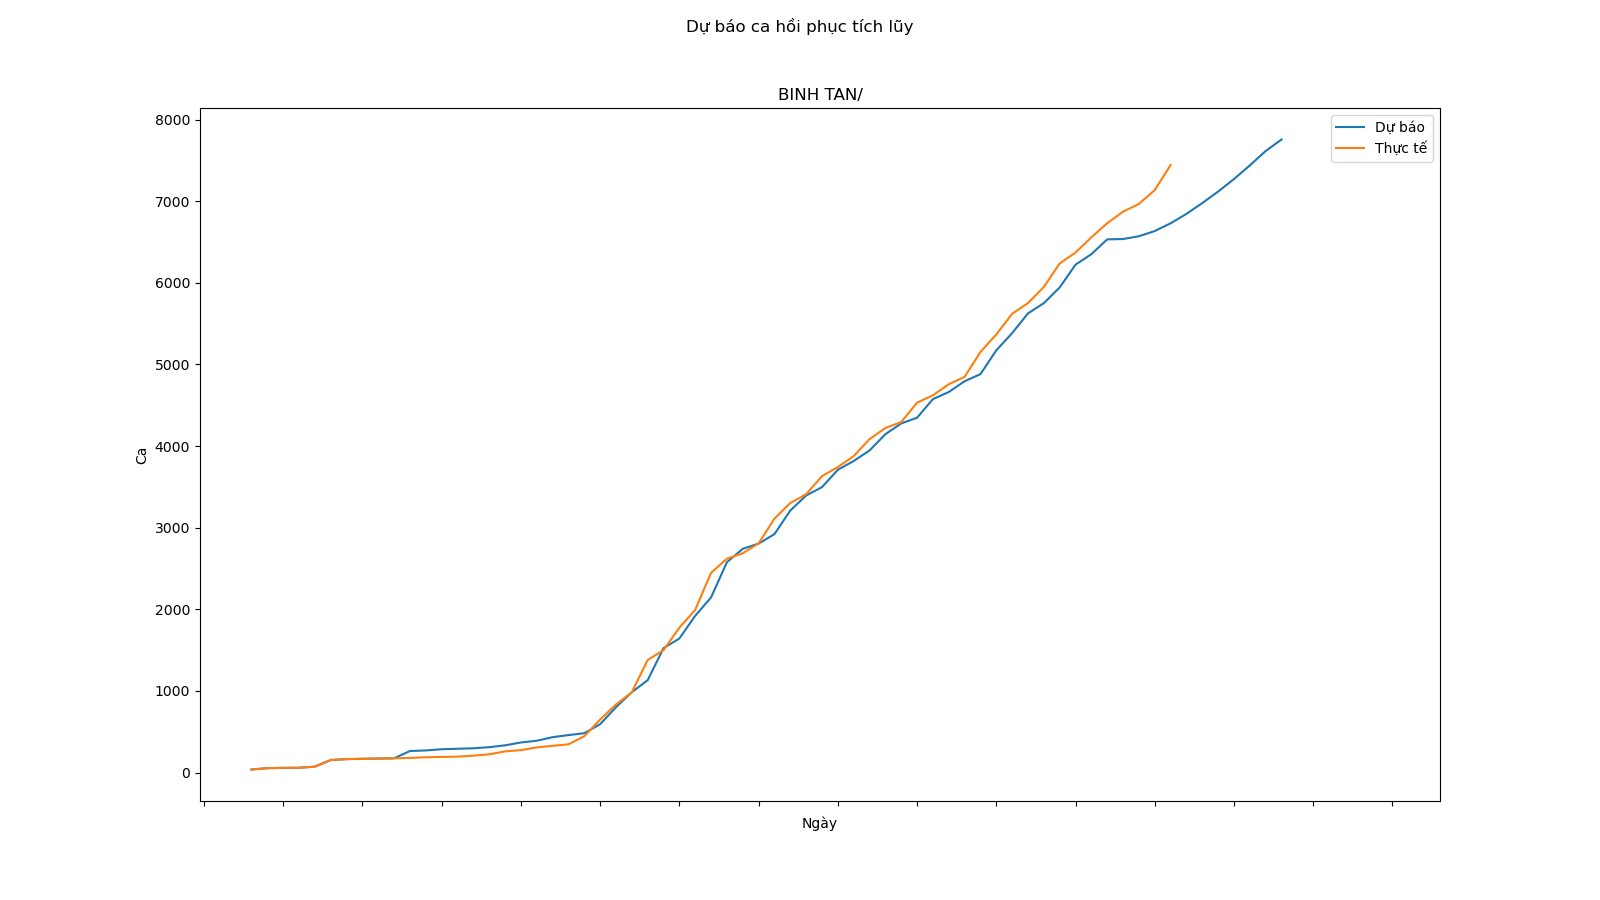 Dự báo ca hồi phục tích lũy
BINH TAN/
8000
7000
6000
5000
4000
3000
2000
1000
0
Ca
Ngày
Dự báo
Thực tế